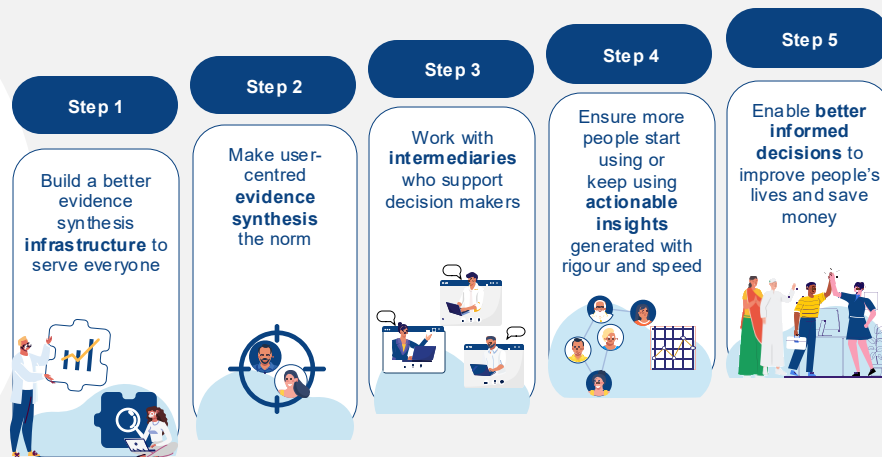 Step 1
Build a better
evidence
synthesis
infrastructure to
serve everyone
Step 2
Make user-
centred
evidence
synthesis
the norm
Step 3
Work with
intermediaries
who support
decision makers
Step 4
Ensure more
people start
using or
keep using
actionable
insights
generated with
rigour and speed
Step 5
Enable better
informed
decisions to
improve people's
lives and save
money